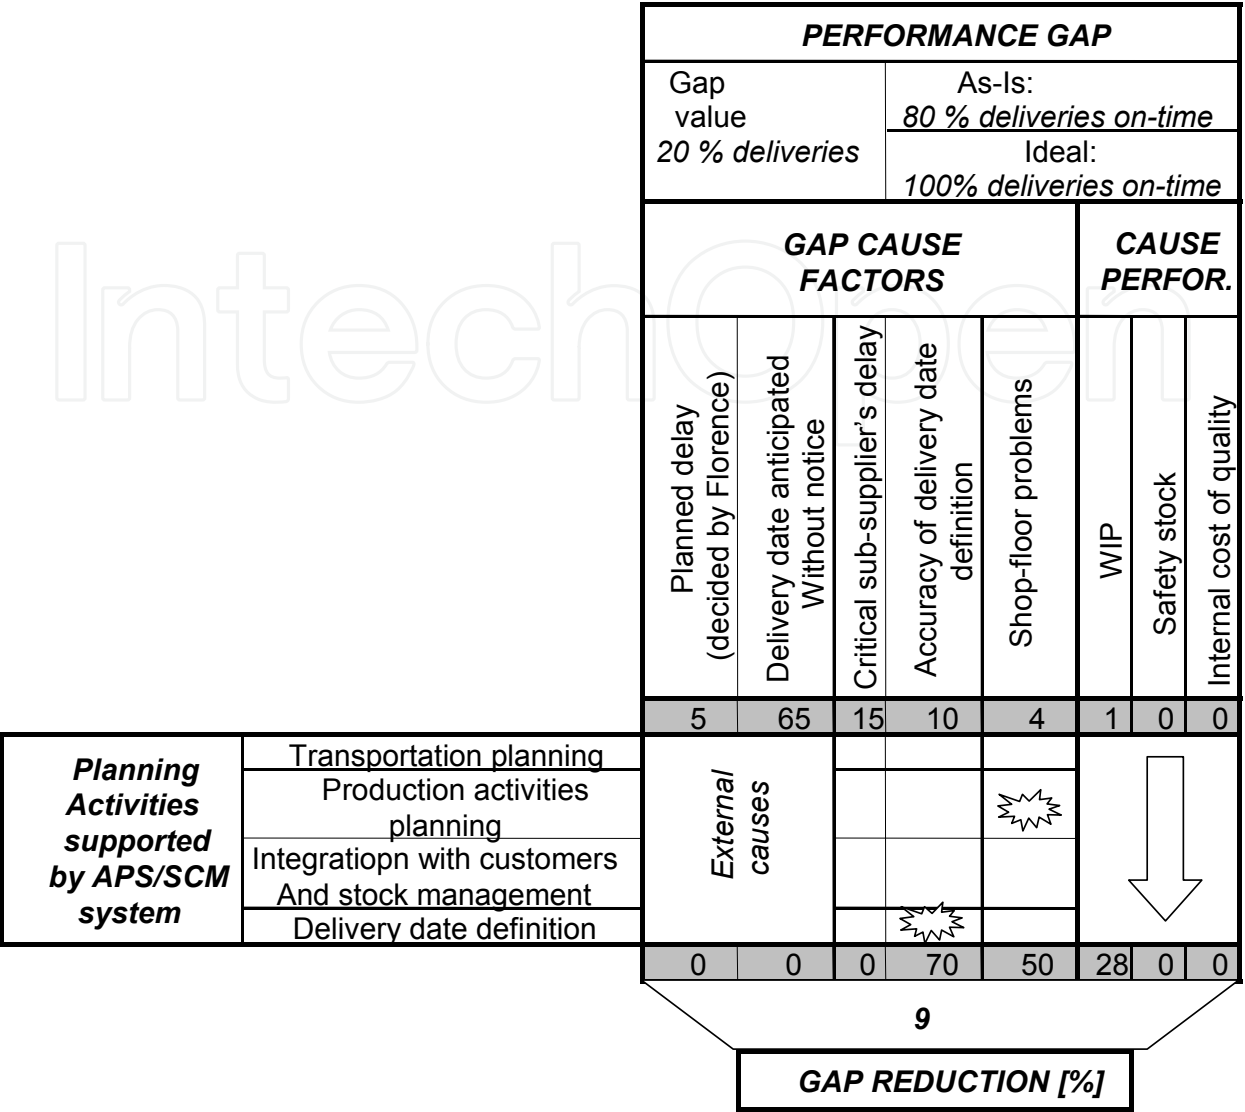 PERFORMANCE GAP
Gap
value
20 % deliveries
As-Is:
80 % deliveries on-time
Ideal:
100% deliveries on-time
GAP CAUSE
FACTORS
CAUSE
PERFOR.
IntechOpen
Planned delay
(decided by Florence)
Delivery date anticipated
Without notice
Critical sub-supplier's delay
Accuracy of delivery date
definition
Shop-floor problems
WIP
Safety stock
Internal cost of quality
5 65 15 10 4 1 0 0
Planning
Activities
supported
by APS/SCM
system
Transportation planning
Production activities
planning
Integratiopn with customers
And stock management
Delivery date definition
External
causes
0 0 0 70 50 28 0 0
9
GAP REDUCTION [%]